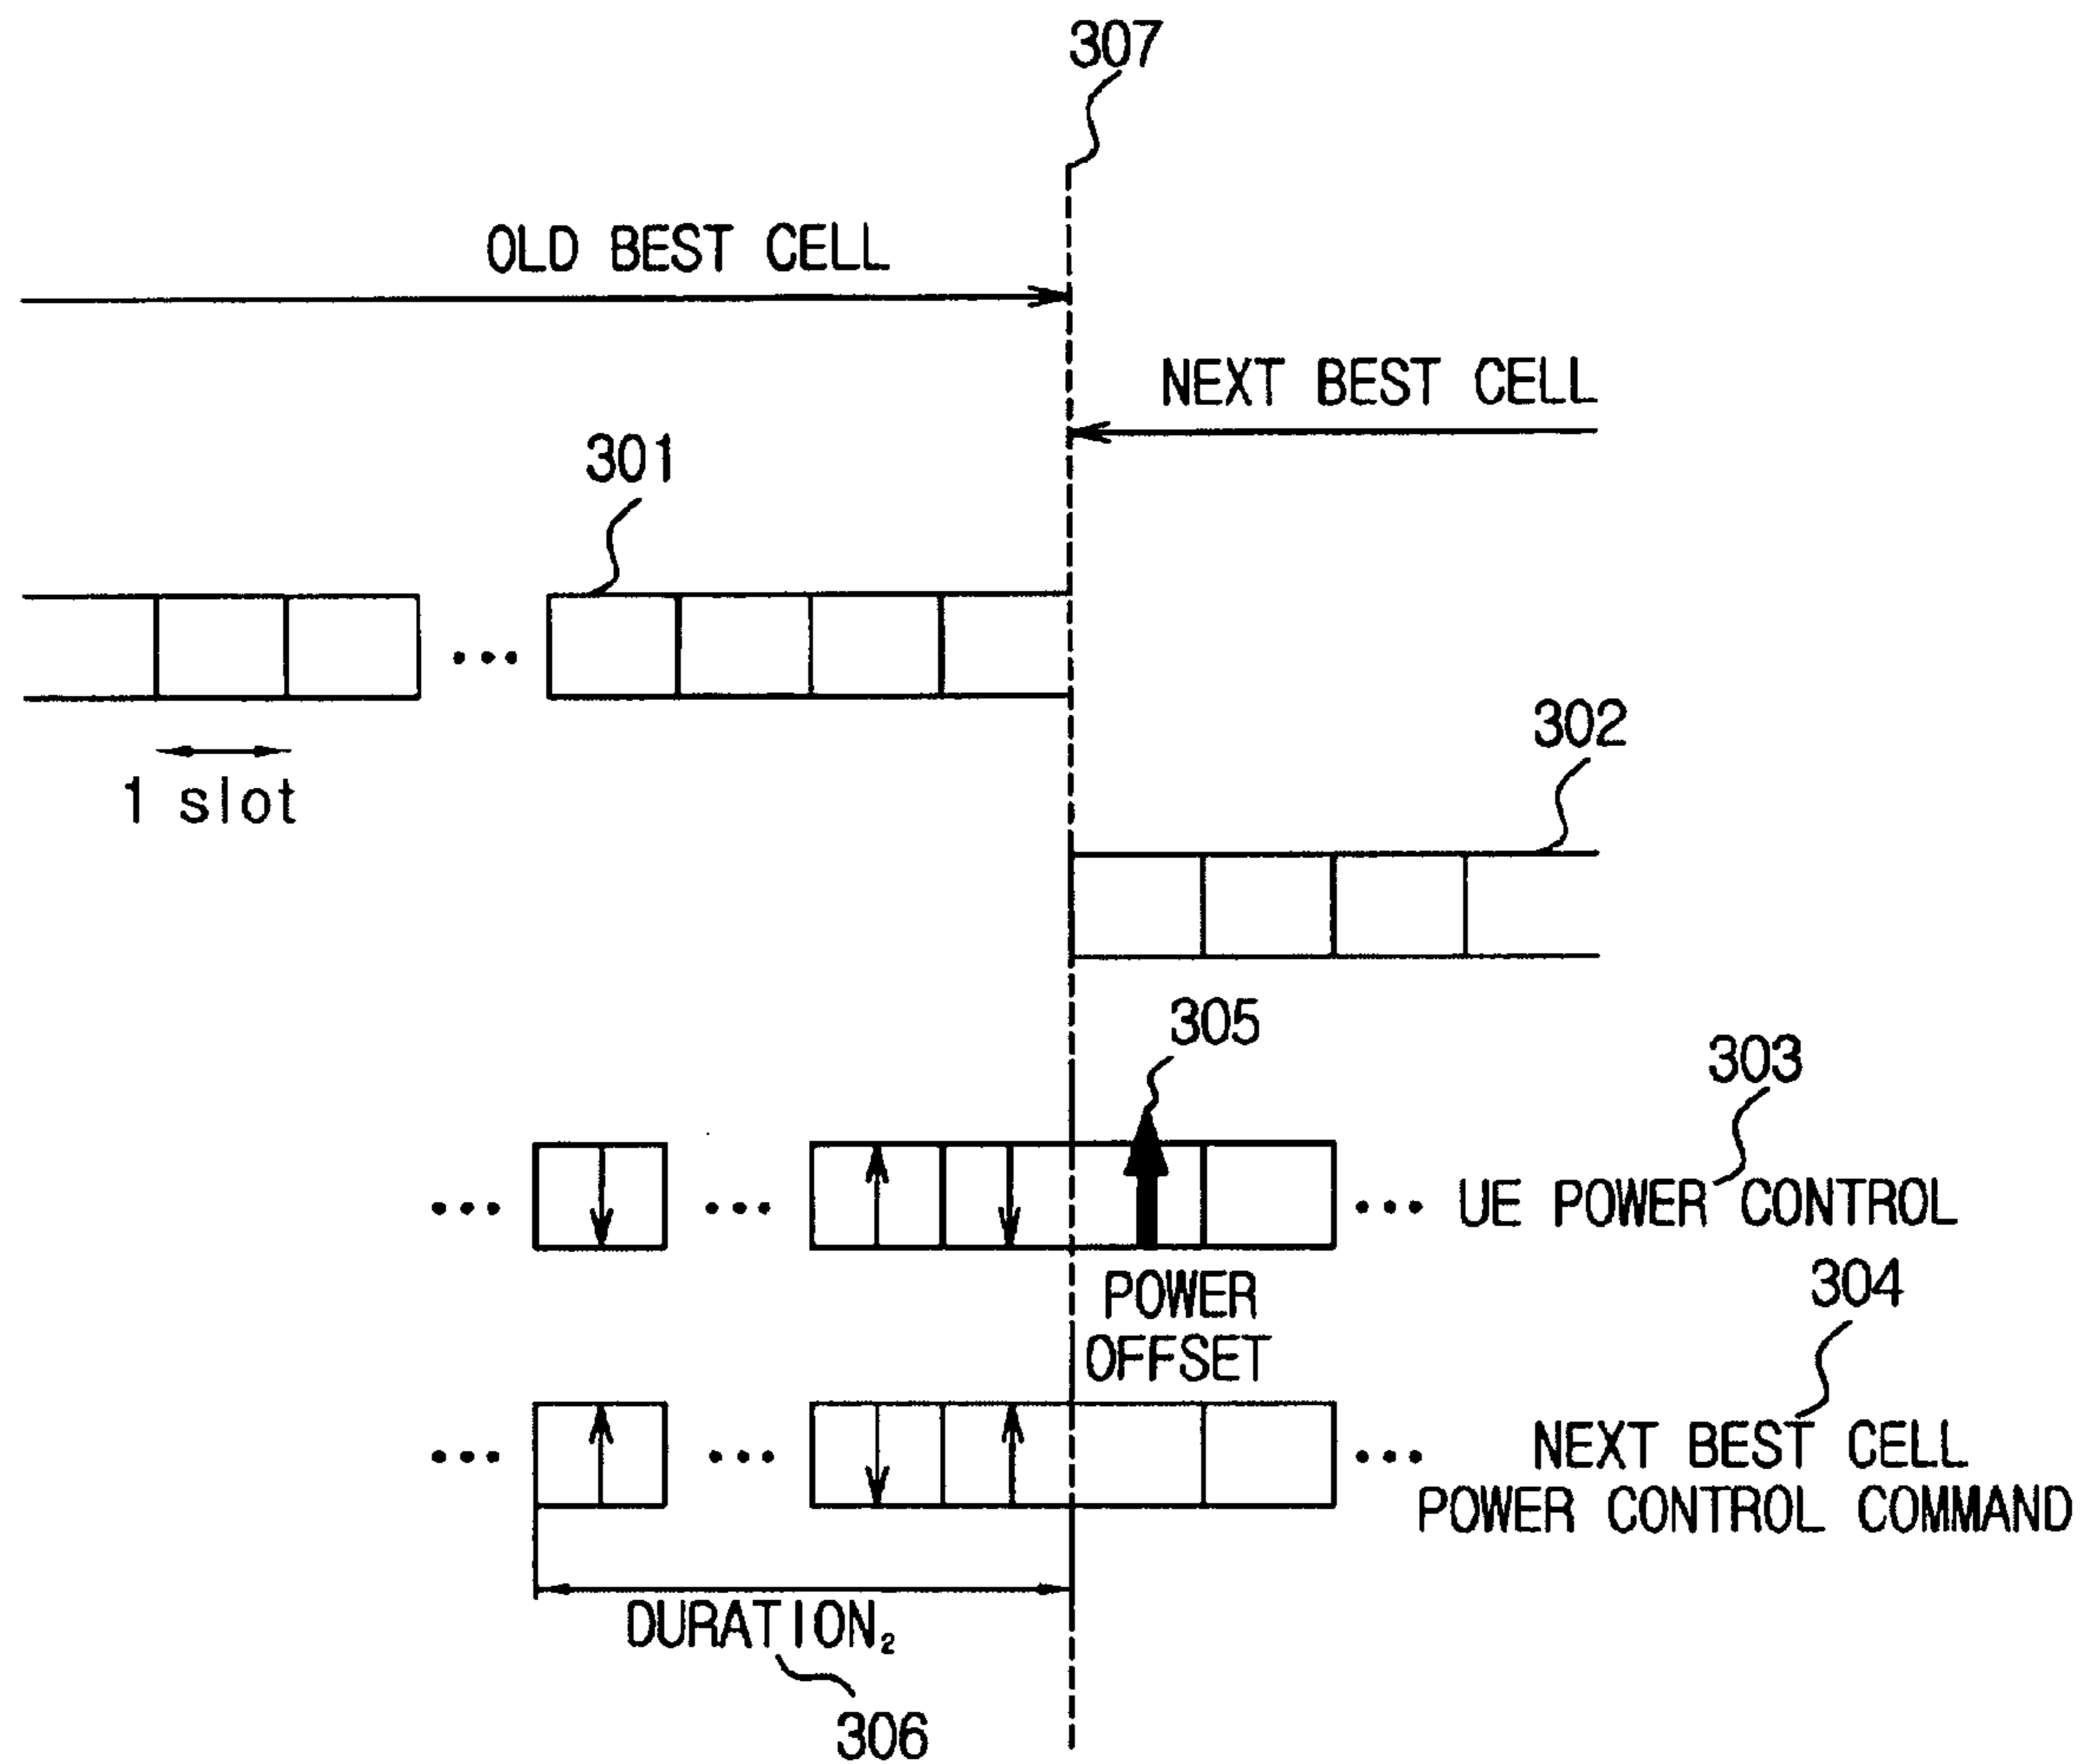 307
OLD BEST CELL
NEXT BEST CELL
301
1 slot
302
305
303
UE POWER CONTROL
POWER
OFFSET
304
NEXT BEST CELL
POWER CONTROL COMMAND
DURATION₂
306